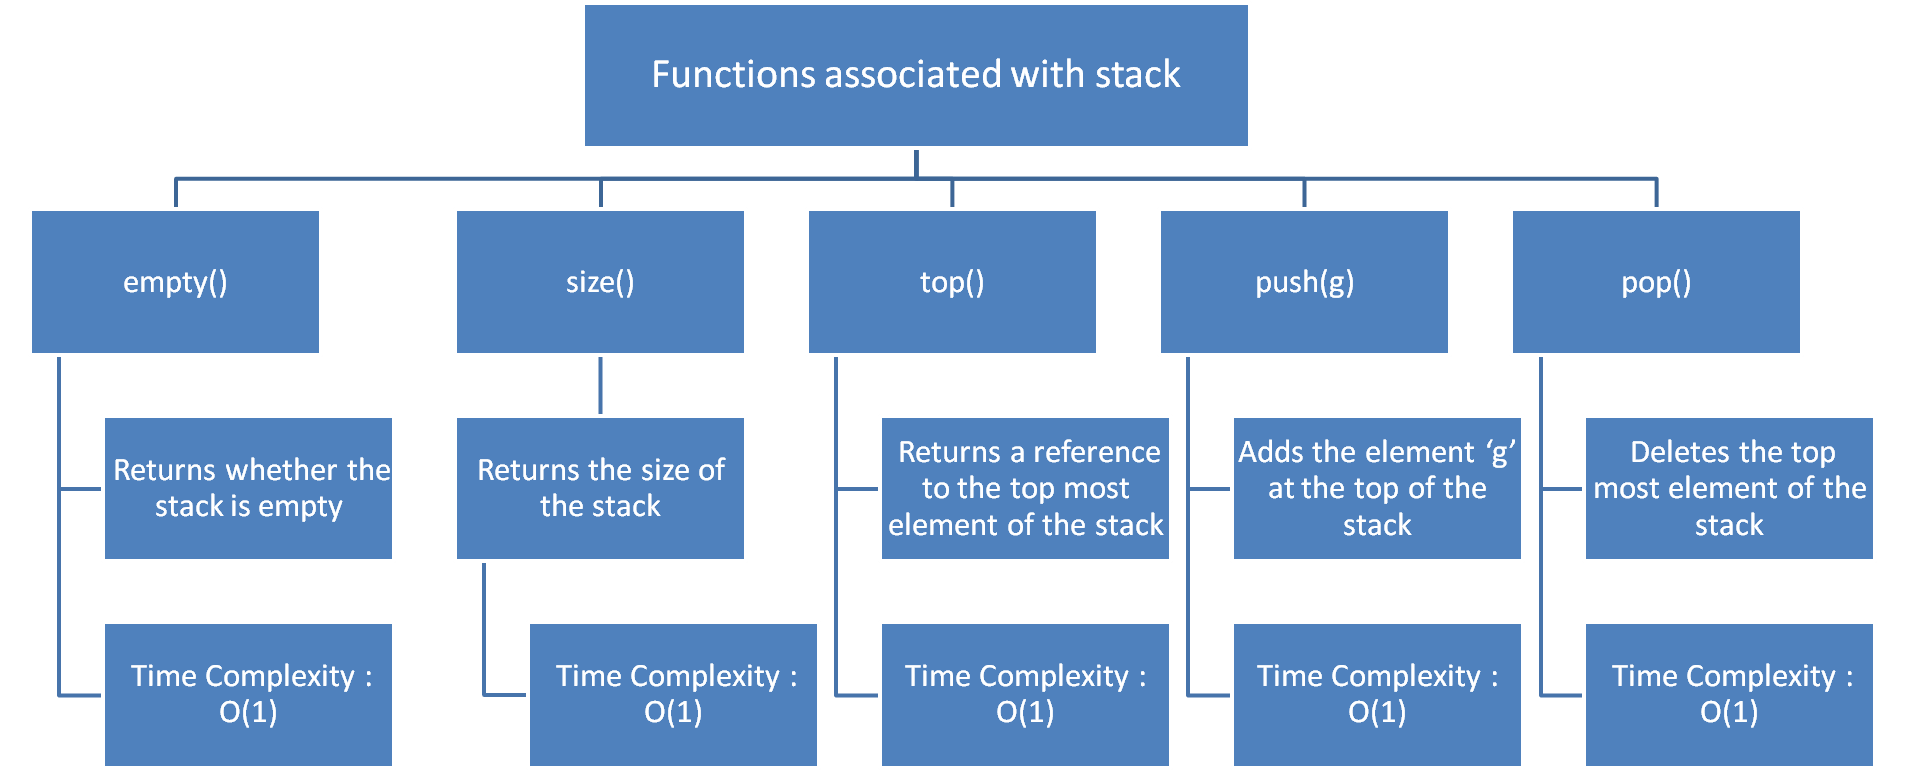 Functions associated with stack
empty()
size()
top()
push(g)
pop()
Returns whether the
stack is empty
Returns the size of
the stack
Returns a reference
to the top most
element of the stack
Adds the element ‘g’
at the top of the
stack
Deletes the top
most element of the
stack
Time Complexity :
O(1)
Time Complexity :
O(1)
Time Complexity :
O(1)
Time Complexity :
O(1)
Time Complexity :
O(1)